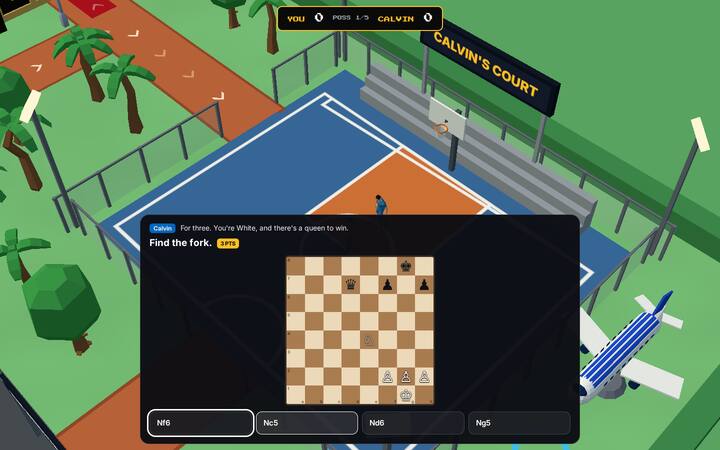 YOU 0 POSS 1/5 CALVIN 0
CALVIN'S COURT
Calvin For three. You're White, and there's a queen to win.
Find the fork. 3 PTS
Nf6 Nc5 Nd6 Ng5